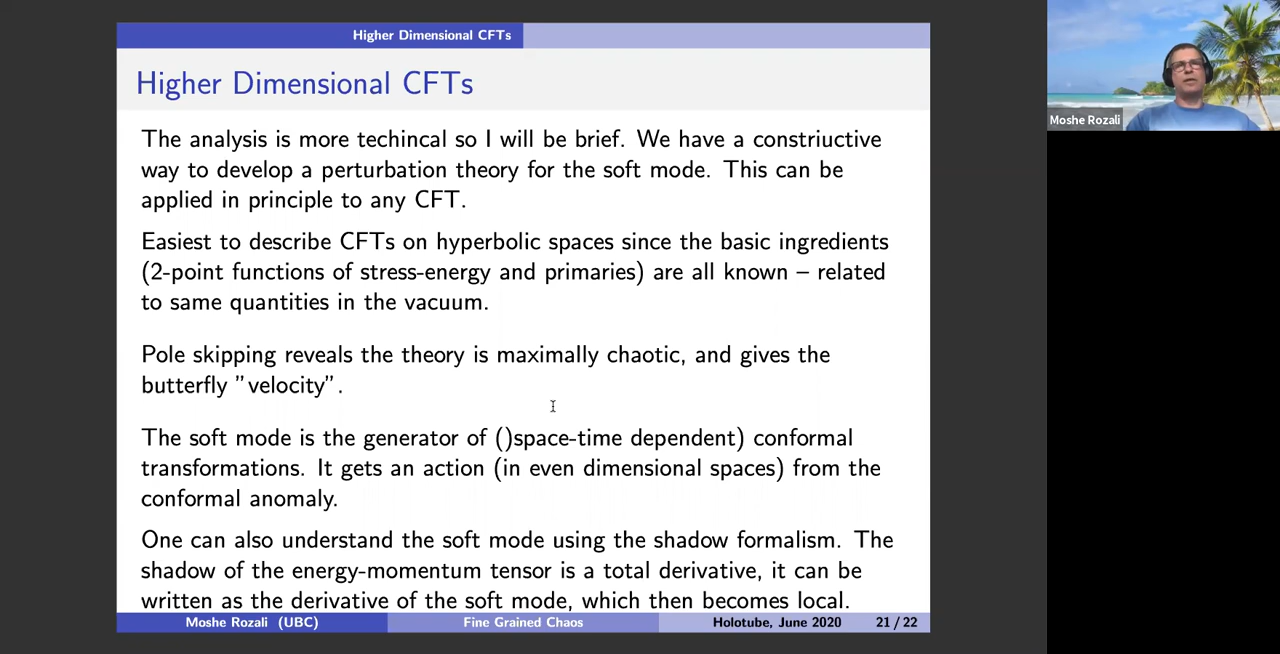 Higher Dimensional CFTs
Higher Dimensional CFTs
The analysis is more techincal so I will be brief. We have a constriuctive
way to develop a perturbation theory for the soft mode. This can be
applied in principle to any CFT.
Easiest to describe CFTs on hyperbolic spaces since the basic ingredients
(2-point functions of stress-energy and primaries) are all known – related
to same quantities in the vacuum.
Pole skipping reveals the theory is maximally chaotic, and gives the
butterfly "velocity".
The soft mode is the generator of ()space-time dependent) conformal
transformations. It gets an action (in even dimensional spaces) from the
conformal anomaly.
One can also understand the soft mode using the shadow formalism. The
shadow of the energy-momentum tensor is a total derivative, it can be
written as the derivative of the soft mode, which then becomes local.
Moshe Rozali (UBC) Fine Grained Chaos Holotube, June 2020 21 / 22
Moshe Rozali